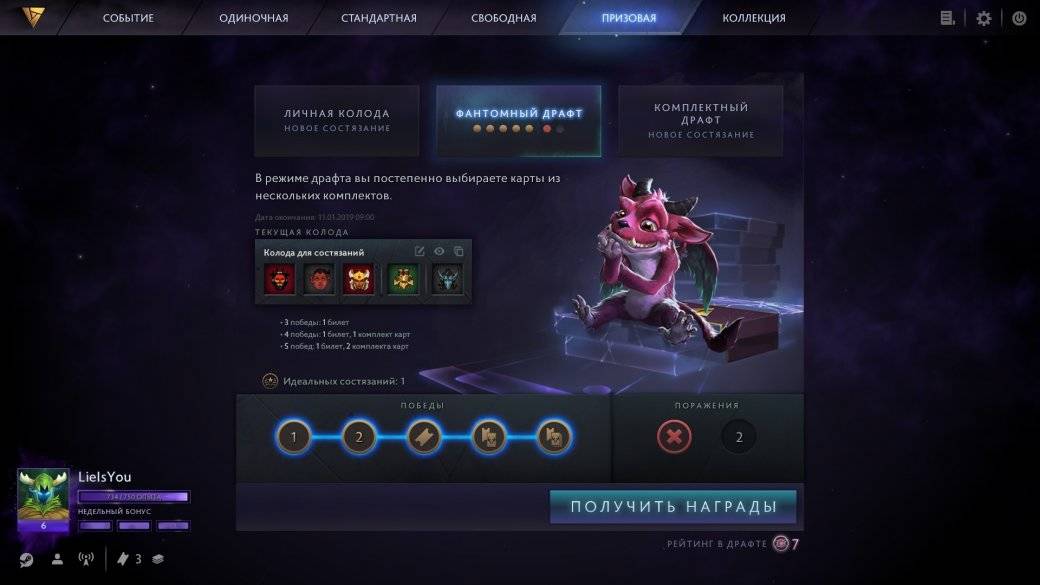 СОБЫТИЕ
ОДИНОЧНАЯ
СТАНДАРТНАЯ
СВОБОДНАЯ
ПРИЗОВАЯ
КОЛЛЕКЦИЯ
ЛИЧНАЯ КОЛОДА
НОВОЕ СОСТЯЗАНИЕ
ФАНТОМНЫЙ ДРАФТ
КОМПЛЕКТНЫЙ
ДРАФТ
НОВОЕ СОСТЯЗАНИЕ
В режиме драфта вы постепенно выбираете карты из
нескольких комплектов.
Дата окончания: 11.01.2019 09:00
ТЕКУЩАЯ КОЛОДА
Колода для состязаний
• 3 победы: 1 билет
• 4 победы: 1 билет, 1 комплект карт
• 5 побед: 1 билет, 2 комплекта карт
Идеальных состязаний: 1
ПОБЕДЫ
1
2
ПОРАЖЕНИЯ
2
ПОЛУЧИТЬ НАГРАДЫ
РЕЙТИНГ В ДРАФТЕ 7
LieIsYou
734 / 750 ОПЫТА
НЕДЕЛЬНЫЙ БОНУС
6
3